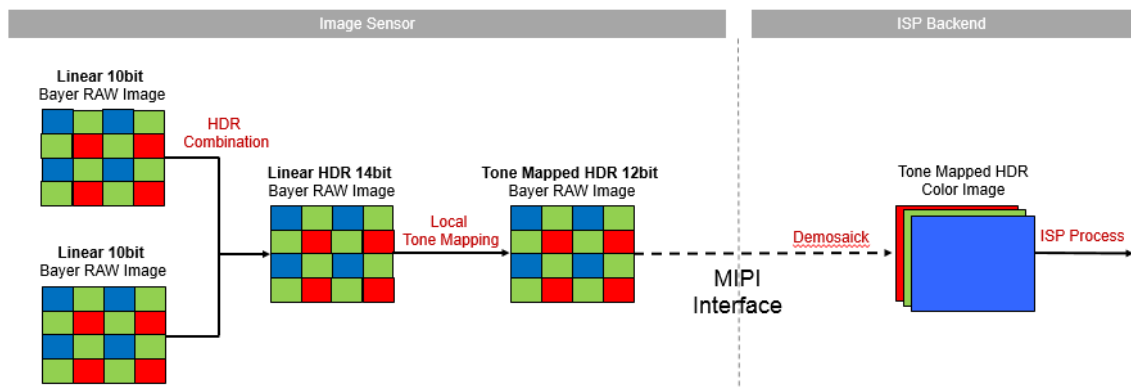 Image Sensor
ISP Backend
Linear 10bit
Bayer RAW Image
HDR
Combination
Linear 10bit
Bayer RAW Image
Linear HDR 14bit
Bayer RAW Image
Local
Tone Mapping
Tone Mapped HDR 12bit
Bayer RAW Image
MIPI
Interface
Demosaick
Tone Mapped HDR
Color Image
ISP Process